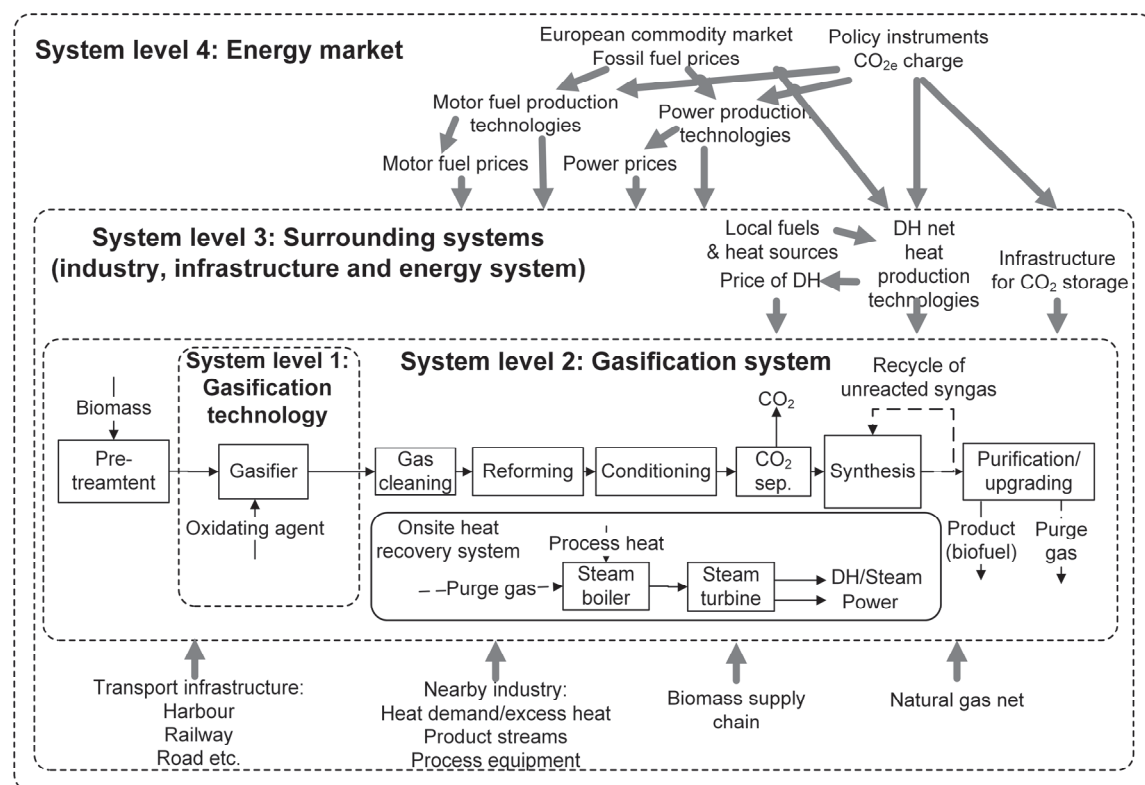 System level 4: Energy market
European commodity market
Fossil fuel prices
Policy instruments
CO₂ₑ charge
Motor fuel production
technologies
Power production
technologies
Motor fuel prices
Power prices
System level 3: Surrounding systems
(industry, infrastructure and energy system)
Local fuels
& heat sources
Price of DH
DH net
heat
production
technologies
Infrastructure
for CO₂ storage
System level 1:
Gasification
technology
System level 2: Gasification system
Recycle of
unreacted syngas
Biomass
CO₂
Pre-
treamtent
Gasifier
Gas
cleaning
Reforming
Conditioning
CO₂
sep.
Synthesis
Purification/
upgrading
Oxidating agent
Onsite heat
recovery system
Process heat
Purge gas
Steam
boiler
Steam
turbine
DH/Steam
Power
Product
(biofuel)
Purge
gas
Transport infrastructure:
Harbour
Railway
Road etc.
Nearby industry:
Heat demand/excess heat
Product streams
Process equipment
Biomass supply
chain
Natural gas net